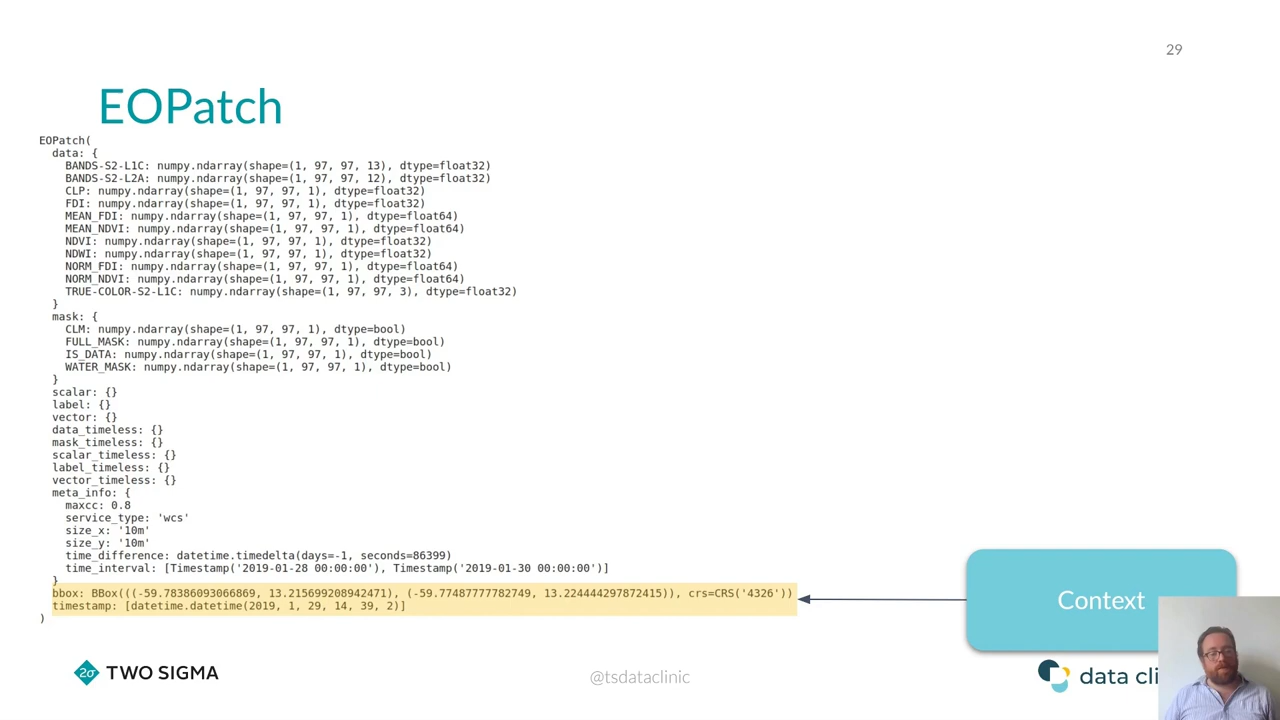 29
EOPatch
EOPatch(
data: {
BANDS-S2-L1C: numpy.ndarray(shape=(1, 97, 97, 13), dtype=float32)
BANDS-S2-L2A: numpy.ndarray(shape=(1, 97, 97, 12), dtype=float32)
CLP: numpy.ndarray(shape=(1, 97, 97, 1), dtype=float32)
FDI: numpy.ndarray(shape=(1, 97, 97, 1), dtype=float32)
MEAN_FDI: numpy.ndarray(shape=(1, 97, 97, 1), dtype=float64)
MEAN_NDVI: numpy.ndarray(shape=(1, 97, 97, 1), dtype=float64)
NDVI: numpy.ndarray(shape=(1, 97, 97, 1), dtype=float32)
NDWI: numpy.ndarray(shape=(1, 97, 97, 1), dtype=float32)
NORM_FDI: numpy.ndarray(shape=(1, 97, 97, 1), dtype=float64)
NORM_NDVI: numpy.ndarray(shape=(1, 97, 97, 1), dtype=float64)
TRUE-COLOR-S2-L1C: numpy.ndarray(shape=(1, 97, 97, 3), dtype=float32)
}
mask: {
CLM: numpy.ndarray(shape=(1, 97, 97, 1), dtype=bool)
FULL_MASK: numpy.ndarray(shape=(1, 97, 97, 1), dtype=bool)
IS_DATA: numpy.ndarray(shape=(1, 97, 97, 1), dtype=bool)
WATER_MASK: numpy.ndarray(shape=(1, 97, 97, 1), dtype=bool)
}
scalar: {}
label: {}
vector: {}
data_timeless: {}
mask_timeless: {}
scalar_timeless: {}
label_timeless: {}
vector_timeless: {}
meta_info: {
maxcc: 0.8
service_type: 'wcs'
size_x: '10m'
size_y: '10m'
time_difference: datetime.timedelta(days=-1, seconds=86399)
time_interval: [Timestamp('2019-01-28 00:00:00'), Timestamp('2019-01-30 00:00:00')]
}
bbox: BBox(((-59.78386093066869, 13.215699208942471), (-59.77487777782749, 13.224444297872415)), crs=CRS('4326'))
timestamp: [datetime.datetime(2019, 1, 29, 14, 39, 2)]
)
Context
2σ TWO SIGMA
@tsdataclinic
data cli